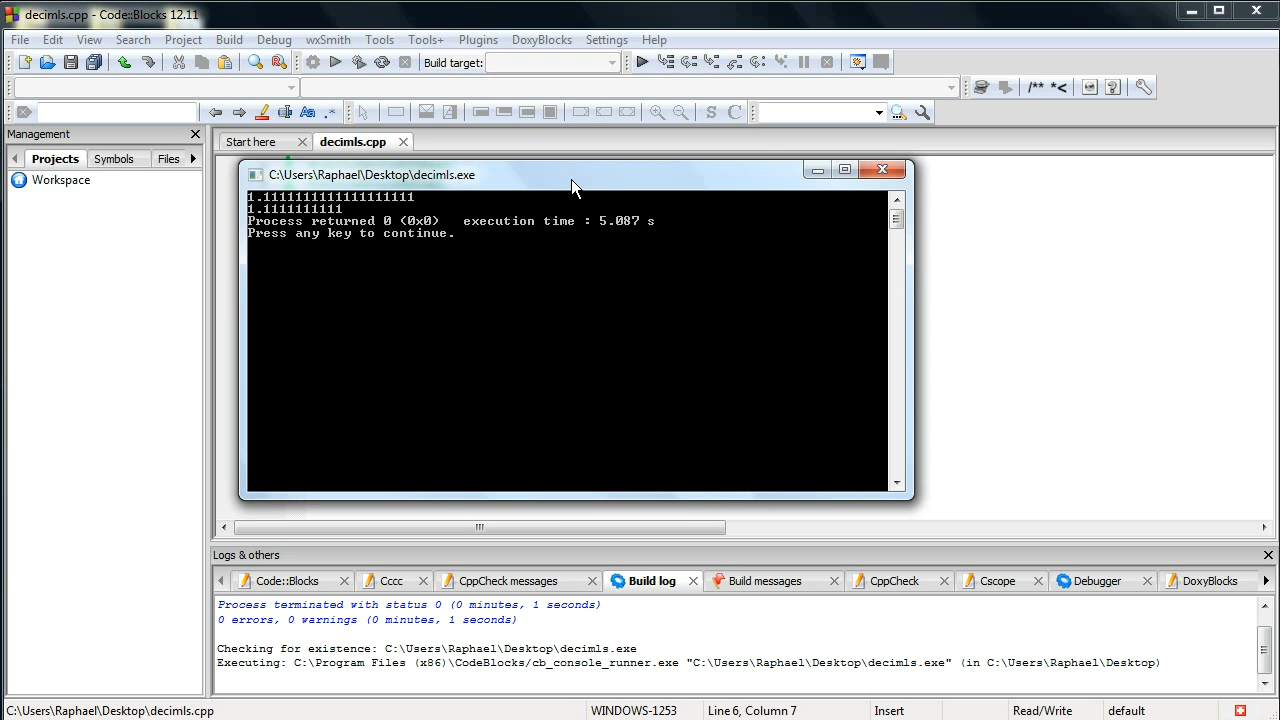 decimls.cpp - Code::Blocks 12.11
File Edit View Search Project Build Debug wxSmith Tools Tools+ Plugins DoxyBlocks Settings Help
Build target:
/** *<
Aa .* S C
Management
Start here decimls.cpp
Projects Symbols Files
Workspace
C:\Users\Raphael\Desktop\decimls.exe
1.1111111111111111111
1.1111111111
Process returned 0 (0x0) execution time : 5.087 s
Press any key to continue.
Logs & others
Code::Blocks Cccc CppCheck messages Build log Build messages CppCheck Cscope Debugger DoxyBlocks
Process terminated with status 0 (0 minutes, 1 seconds)
0 errors, 0 warnings (0 minutes, 1 seconds)
Checking for existence: C:\Users\Raphael\Desktop\decimls.exe
Executing: C:\Program Files (x86)\CodeBlocks/cb_console_runner.exe "C:\Users\Raphael\Desktop\decimls.exe" (in C:\Users\Raphael\Desktop)
C:\Users\Raphael\Desktop\decimls.cpp WINDOWS-1253 Line 6, Column 7 Insert Read/Write default